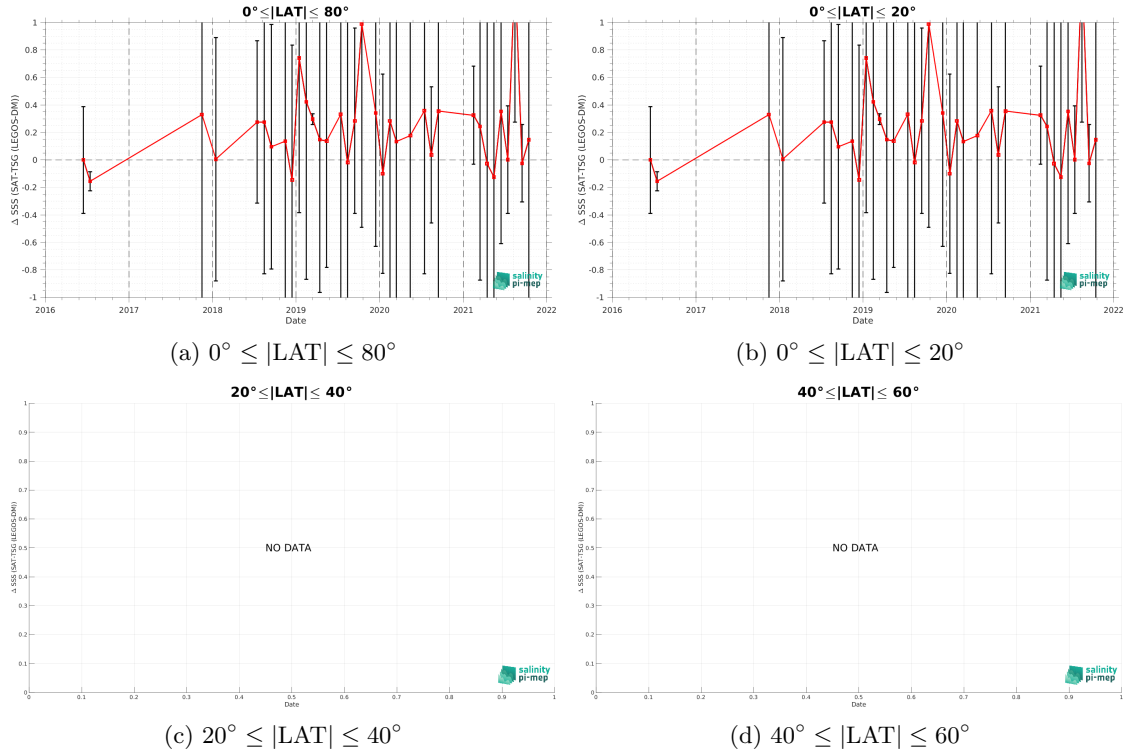 0°≤|LAT|≤ 80°
1
0.8
0.6
0.4
0.2
0
-0.2
-0.4
-0.6
-0.8
-1
Δ SSS (SAT-TSG (LEGOS-DM))
2016 2017 2018 2019 2020 2021 2022
Date
salinity
pi-mep
(a) 0° ≤ |LAT| ≤ 80°
0°≤|LAT|≤ 20°
1
0.8
0.6
0.4
0.2
0
-0.2
-0.4
-0.6
-0.8
-1
Δ SSS (SAT-TSG (LEGOS-DM))
2016 2017 2018 2019 2020 2021 2022
Date
salinity
pi-mep
(b) 0° ≤ |LAT| ≤ 20°
20°≤|LAT|≤ 40°
1
0.9
0.8
0.7
0.6
0.5
0.4
0.3
0.2
0.1
0
Δ SSS (SAT-TSG (LEGOS-DM))
NO DATA
0 0.1 0.2 0.3 0.4 0.5 0.6 0.7 0.8 0.9 1
Date
salinity
pi-mep
(c) 20° ≤ |LAT| ≤ 40°
40°≤|LAT|≤ 60°
1
0.9
0.8
0.7
0.6
0.5
0.4
0.3
0.2
0.1
0
Δ SSS (SAT-TSG (LEGOS-DM))
NO DATA
0 0.1 0.2 0.3 0.4 0.5 0.6 0.7 0.8 0.9 1
Date
salinity
pi-mep
(d) 40° ≤ |LAT| ≤ 60°